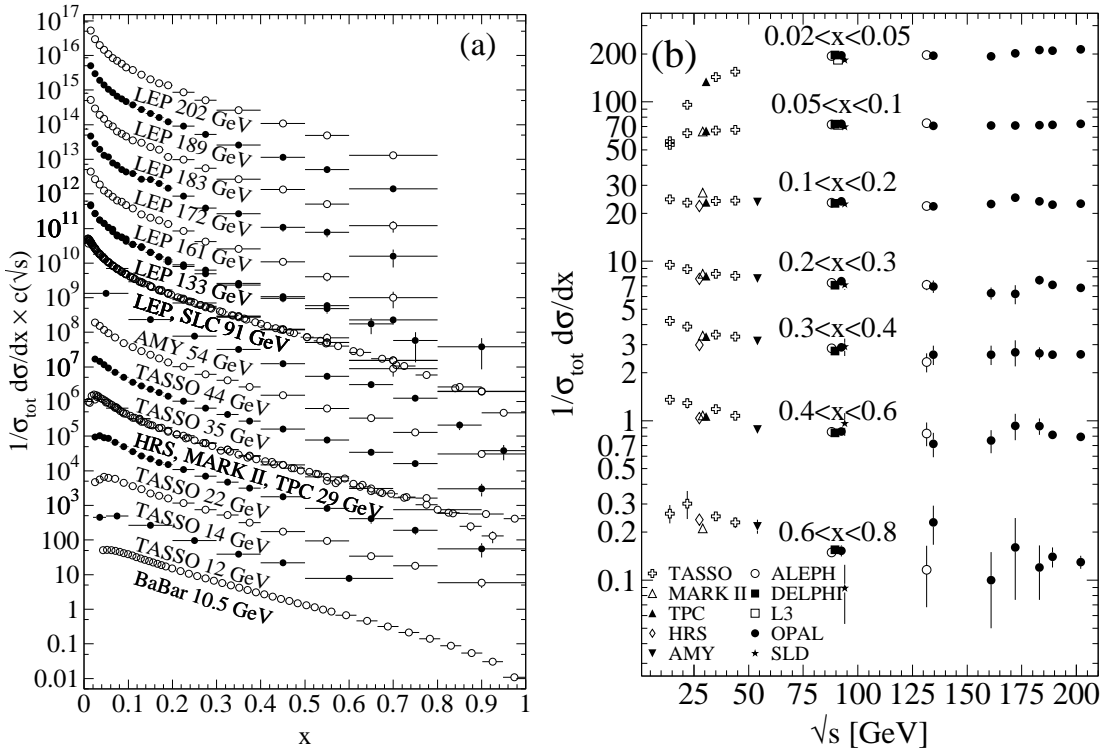 (a)
1/σtot dσ/dx × c(√s)
10^17
10^16
10^15
10^14
10^13
10^12
10^11
10^10
10^9
10^8
10^7
10^6
10^5
10^4
10^3
10^2
10
1
0.1
0.01
LEP 202 GeV
LEP 189 GeV
LEP 183 GeV
LEP 172 GeV
LEP 161 GeV
LEP 133 GeV
LEP, SLC 91 GeV
AMY 54 GeV
TASSO 44 GeV
TASSO 35 GeV
HRS, MARK II, TPC 29 GeV
TASSO 22 GeV
TASSO 14 GeV
TASSO 12 GeV
BaBar 10.5 GeV
0 0.1 0.2 0.3 0.4 0.5 0.6 0.7 0.8 0.9 1
x
(b)
1/σtot dσ/dx
200
100
70
50
30
20
10
7
5
3
2
1
0.7
0.5
0.3
0.2
0.1
0.02<x<0.05
0.05<x<0.1
0.1<x<0.2
0.2<x<0.3
0.3<x<0.4
0.4<x<0.6
0.6<x<0.8
TASSO
MARK II
TPC
HRS
AMY
ALEPH
DELPHI
L3
OPAL
SLD
25 50 75 100 125 150 175 200
√s [GeV]